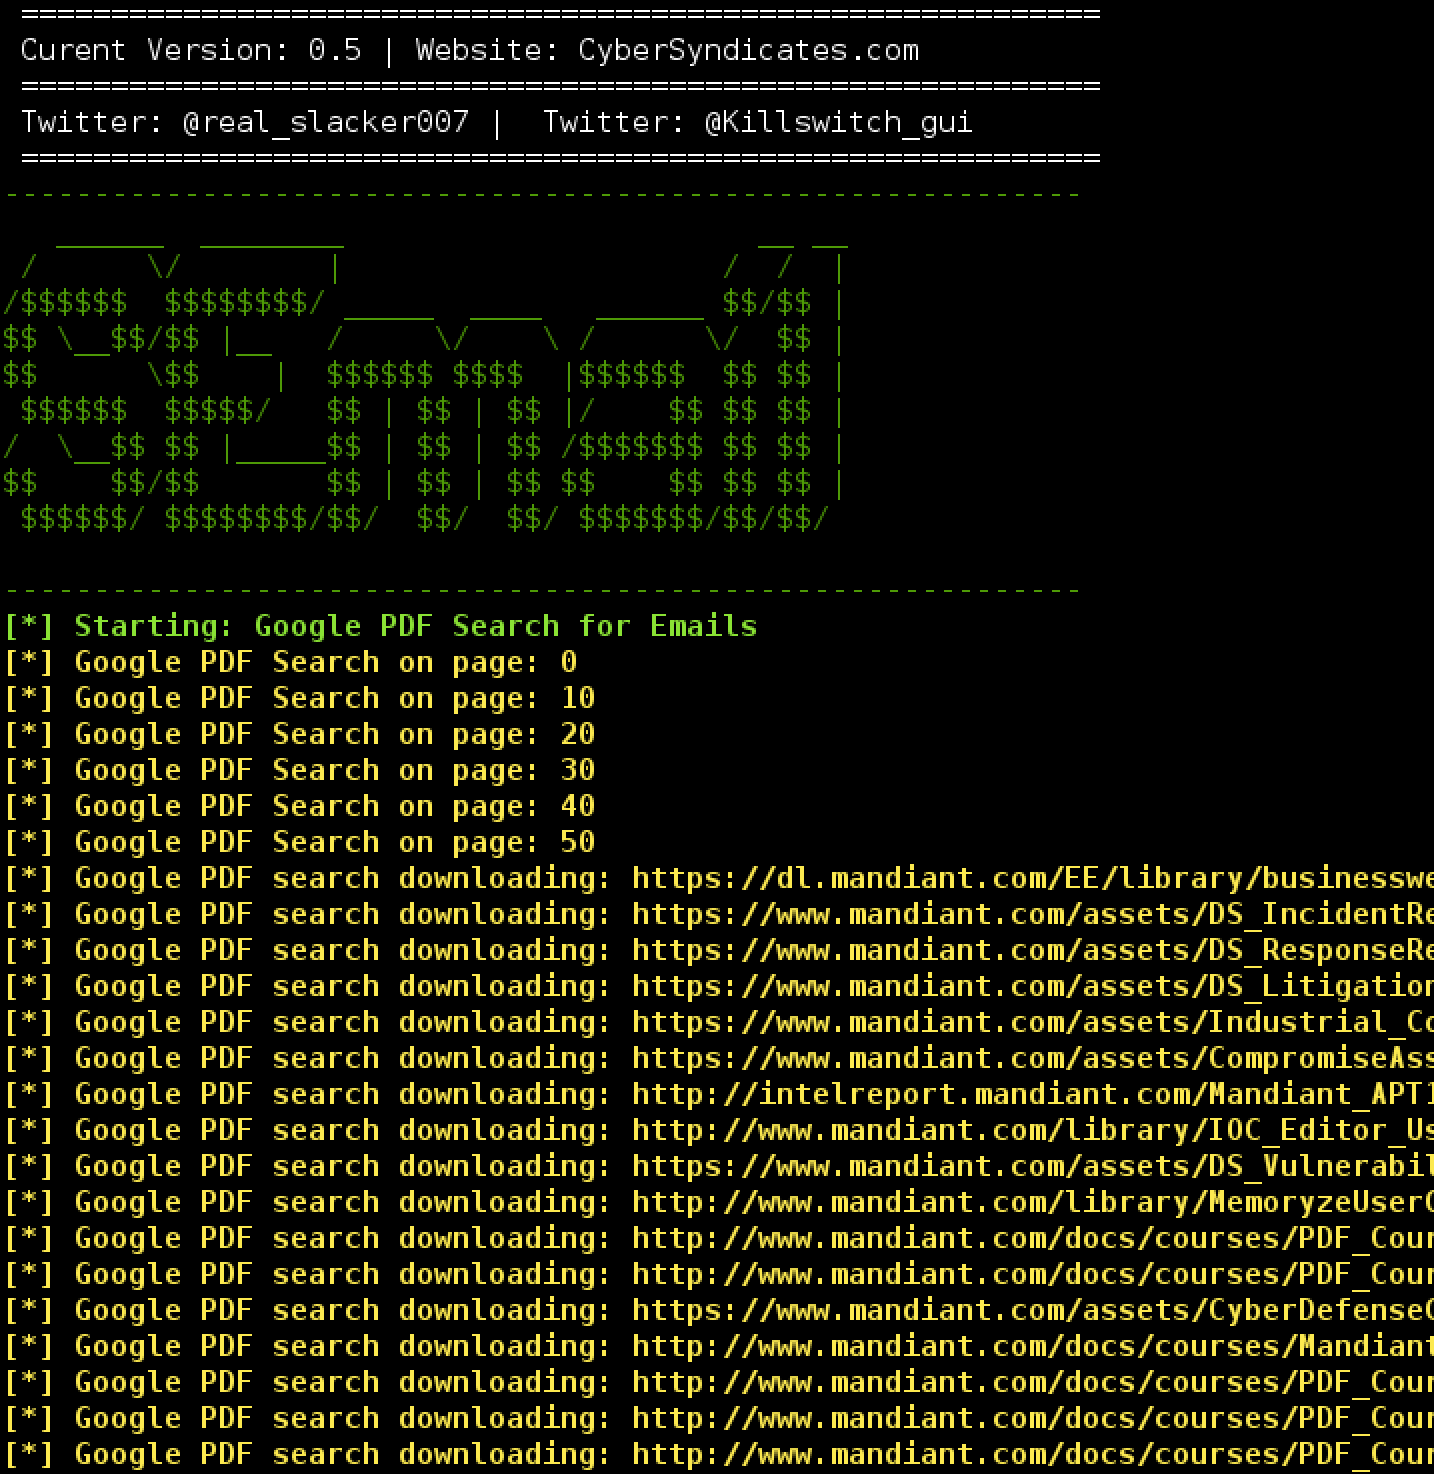 ============================================================
Curent Version: 0.5 | Website: CyberSyndicates.com
============================================================
Twitter: @real_slacker007 |  Twitter: @Killswitch_gui
============================================================
------------------------------------------------------------
   ______  ________                       __ __
 /      \/        |                     /  /  |
/$$$$$$  $$$$$$$$/ _____  ____   ______ $$/$$ |
$$ \__$$/$$ |__   /     \/    \ /      \/  $$ |
$$      \$$    |  $$$$$$ $$$$  |$$$$$$  $$ $$ |
 $$$$$$  $$$$$/   $$ | $$ | $$ |/    $$ $$ $$ |
/  \__$$ $$ |_____$$ | $$ | $$ /$$$$$$$ $$ $$ |
$$    $$/$$       $$ | $$ | $$ $$    $$ $$ $$ |
 $$$$$$/ $$$$$$$$/$$/  $$/  $$/ $$$$$$$/$$/$$/
------------------------------------------------------------
[*] Starting: Google PDF Search for Emails
[*] Google PDF Search on page: 0
[*] Google PDF Search on page: 10
[*] Google PDF Search on page: 20
[*] Google PDF Search on page: 30
[*] Google PDF Search on page: 40
[*] Google PDF Search on page: 50
[*] Google PDF search downloading: https://dl.mandiant.com/EE/library/businesswe
[*] Google PDF search downloading: https://www.mandiant.com/assets/DS_IncidentRe
[*] Google PDF search downloading: https://www.mandiant.com/assets/DS_ResponseRe
[*] Google PDF search downloading: https://www.mandiant.com/assets/DS_Litigation
[*] Google PDF search downloading: https://www.mandiant.com/assets/Industrial_Co
[*] Google PDF search downloading: https://www.mandiant.com/assets/CompromiseAss
[*] Google PDF search downloading: http://intelreport.mandiant.com/Mandiant_APT1
[*] Google PDF search downloading: http://www.mandiant.com/library/IOC_Editor_Us
[*] Google PDF search downloading: https://www.mandiant.com/assets/DS_Vulnerabil
[*] Google PDF search downloading: http://www.mandiant.com/library/MemoryzeUserG
[*] Google PDF search downloading: http://www.mandiant.com/docs/courses/PDF_Cour
[*] Google PDF search downloading: http://www.mandiant.com/docs/courses/PDF_Cour
[*] Google PDF search downloading: https://www.mandiant.com/assets/CyberDefenseC
[*] Google PDF search downloading: http://www.mandiant.com/docs/courses/Mandiant
[*] Google PDF search downloading: http://www.mandiant.com/docs/courses/PDF_Cour
[*] Google PDF search downloading: http://www.mandiant.com/docs/courses/PDF_Cour
[*] Google PDF search downloading: http://www.mandiant.com/docs/courses/PDF_Cour